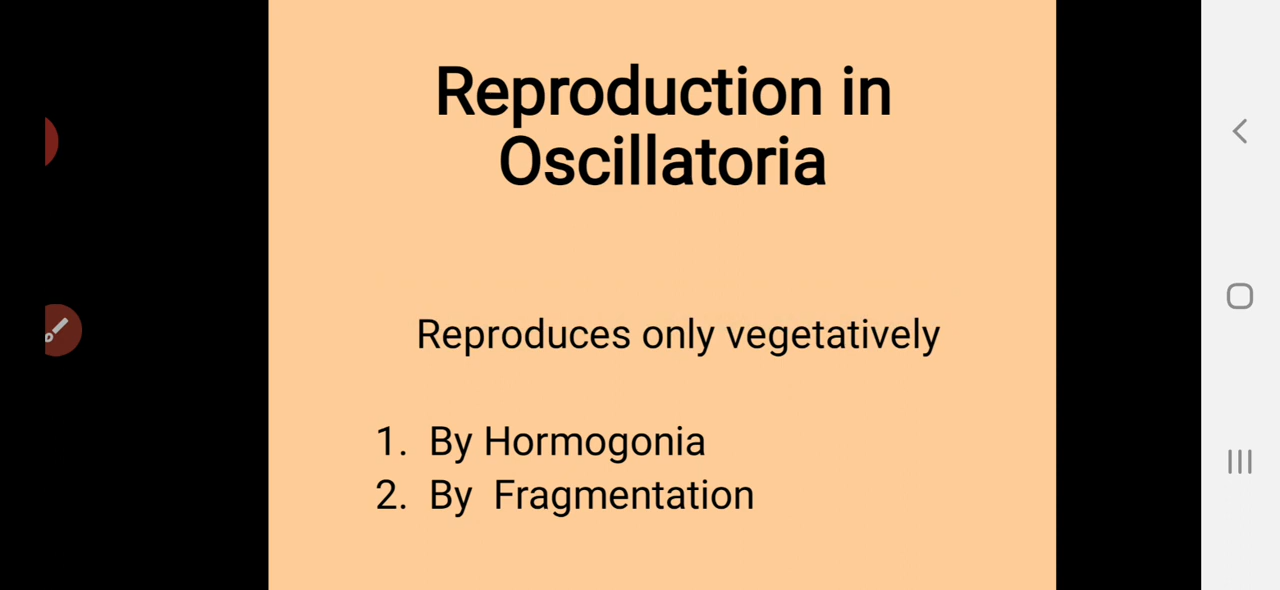 Reproduction in
Oscillatoria
Reproduces only vegetatively
1. By Hormogonia
2. By Fragmentation